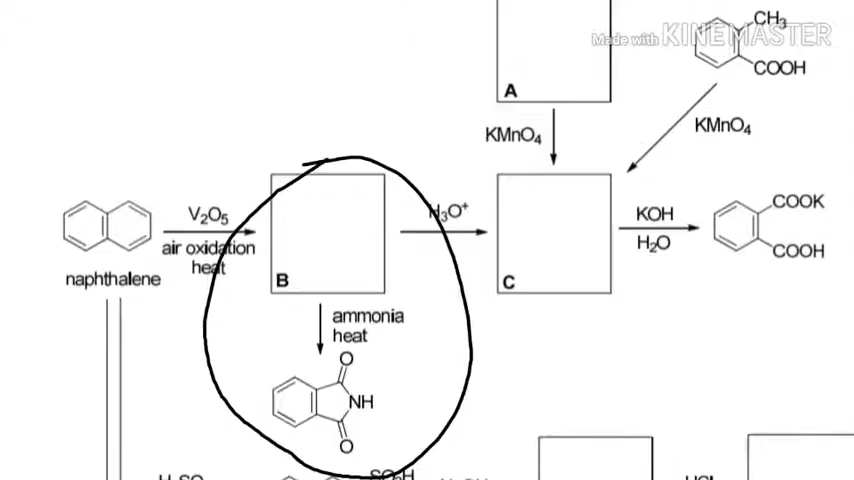 Made with KINEMASTER
CH3
COOH
A
KMnO4
KMnO4
V2O5
air oxidation
heat
naphthalene
B
H3O+
C
KOH
H2O
COOK
COOH
ammonia
heat
O
NH
O
SO3H